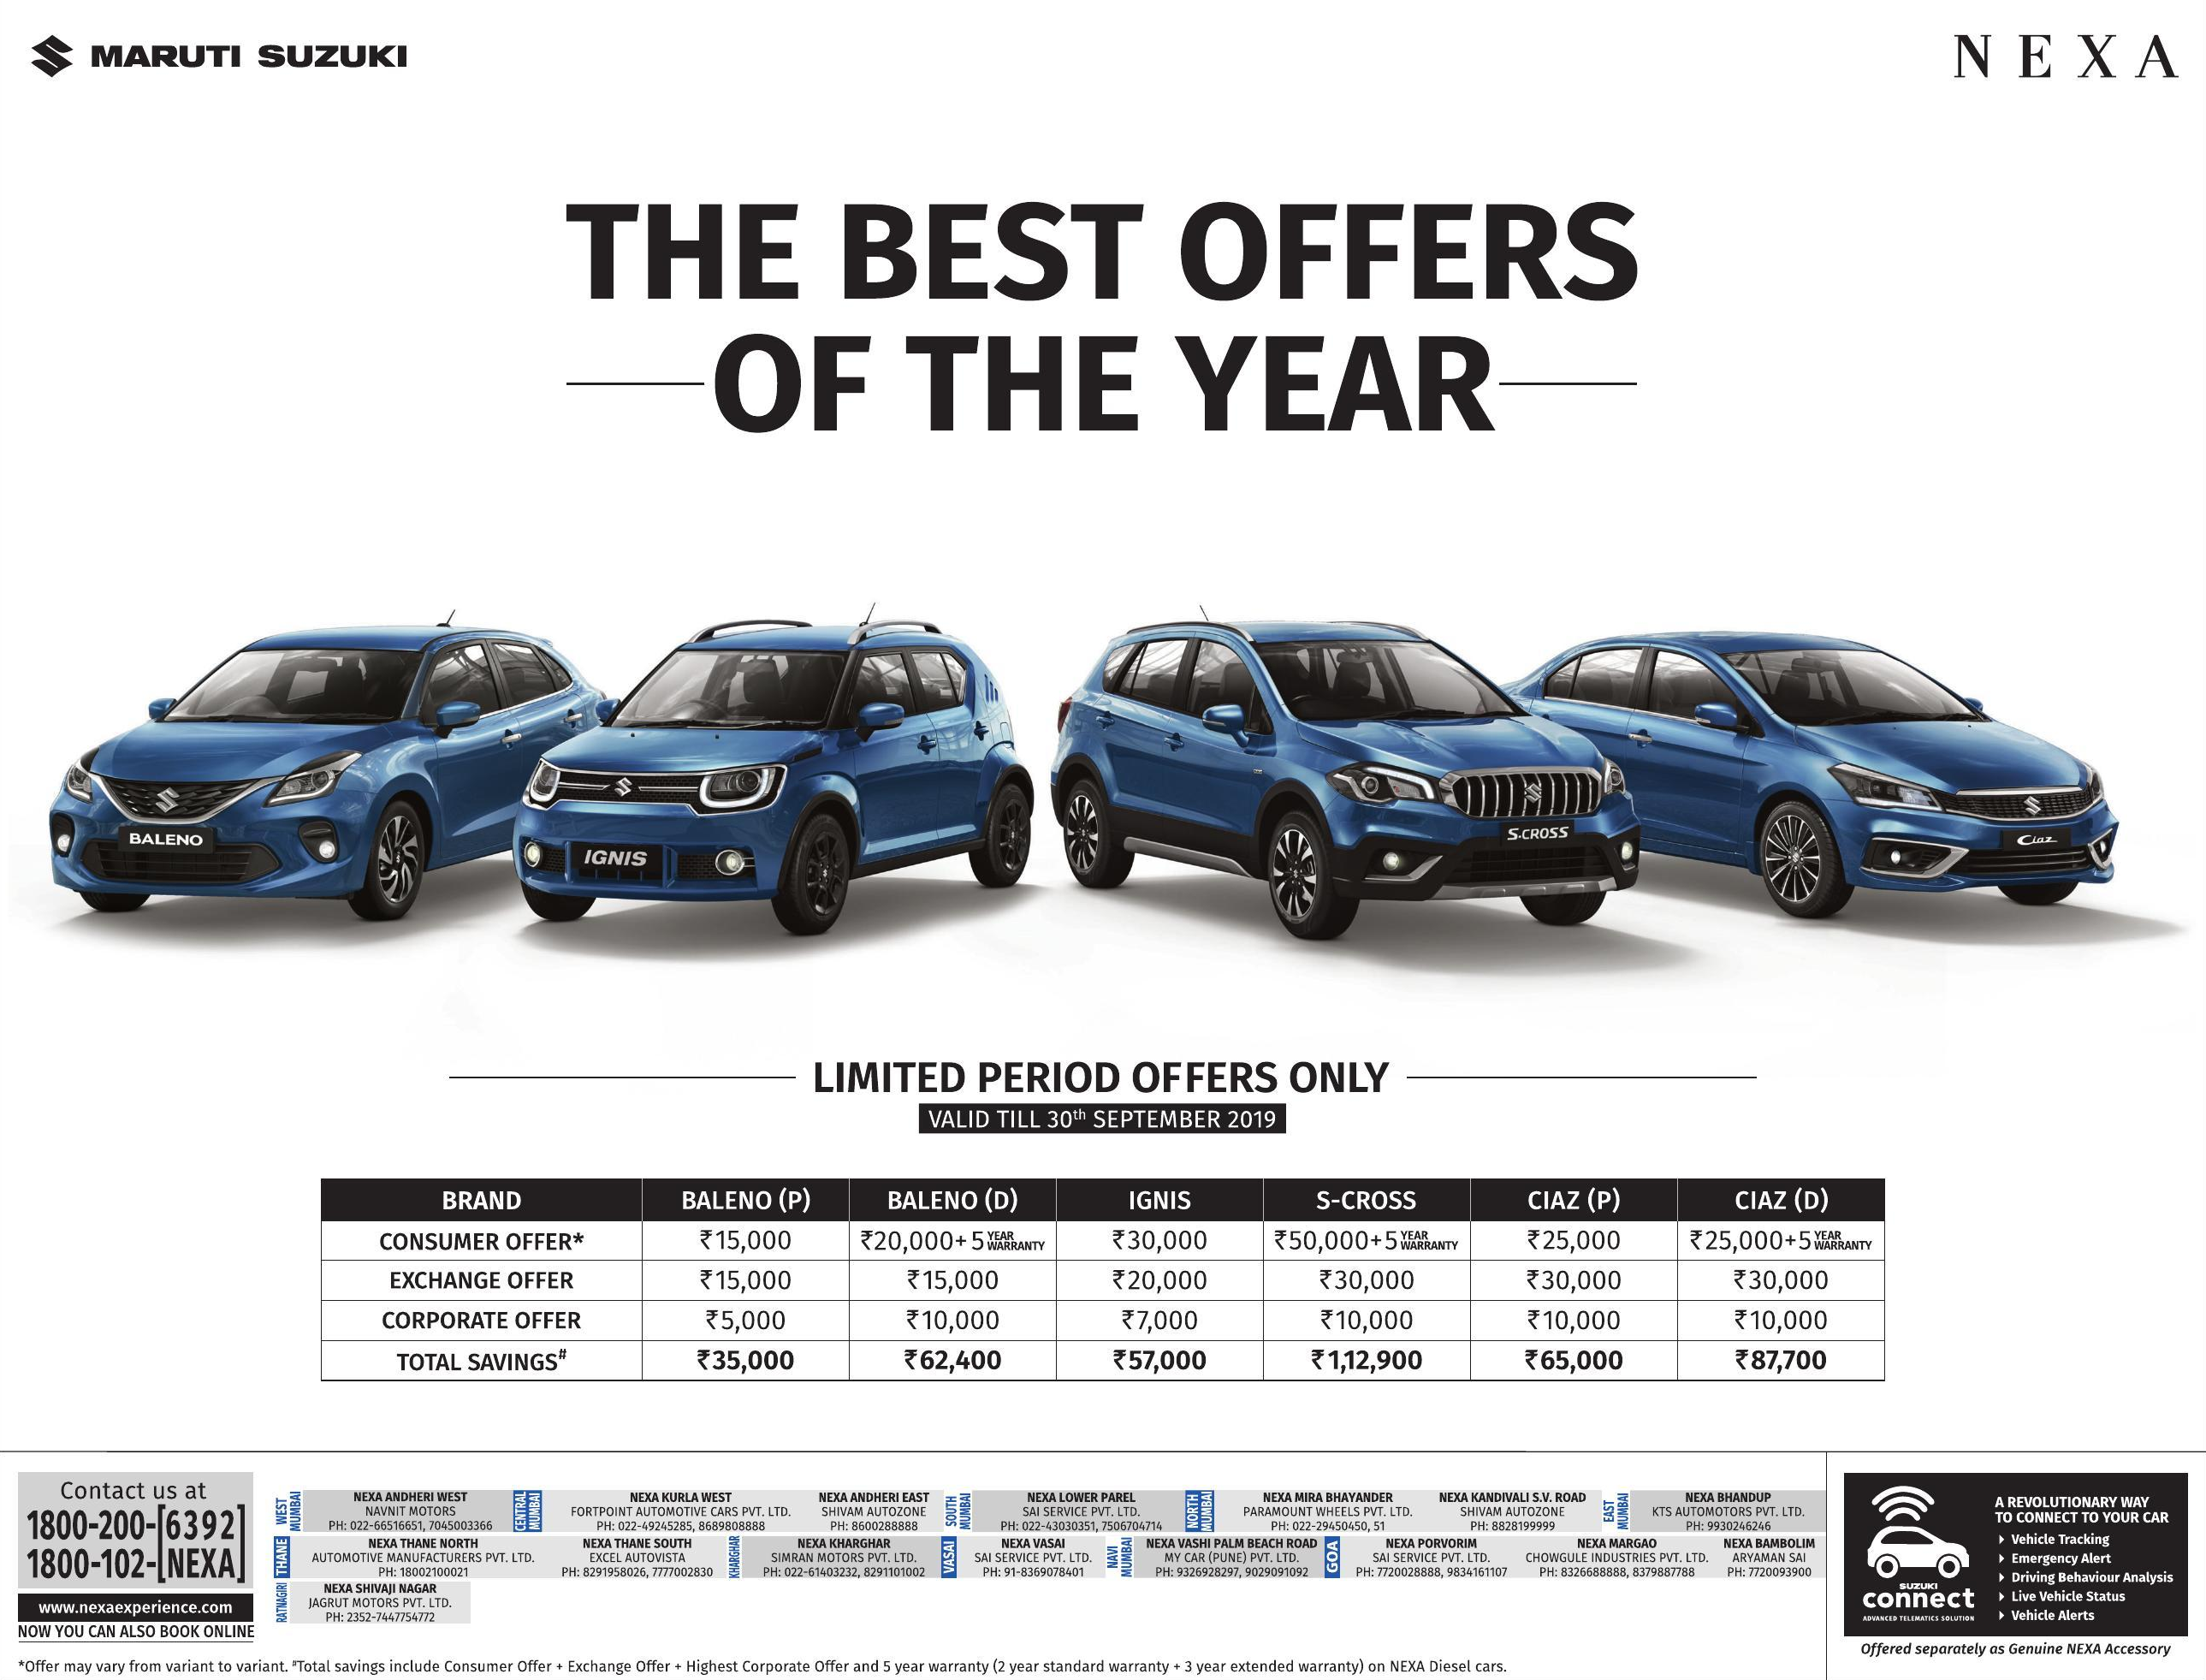 MARUTI SUZUKI
NEXA
THE BEST OFFERS
OF THE YEAR
BALENO
IGNIS
S-CROSS
Ciaz
LIMITED PERIOD OFFERS ONLY
VALID TILL 30th SEPTEMBER 2019
BRAND BALENO (P) BALENO (D) IGNIS S-CROSS CIAZ (P) CIAZ (D)
CONSUMER OFFER* ₹15,000 ₹20,000+5 YEAR WARRANTY ₹30,000 ₹50,000+5 YEAR WARRANTY ₹25,000 ₹25,000+5 YEAR WARRANTY
EXCHANGE OFFER ₹15,000 ₹15,000 ₹20,000 ₹30,000 ₹30,000 ₹30,000
CORPORATE OFFER ₹5,000 ₹10,000 ₹7,000 ₹10,000 ₹10,000 ₹10,000
TOTAL SAVINGS# ₹35,000 ₹62,400 ₹57,000 ₹1,12,900 ₹65,000 ₹87,700
Contact us at
1800-200-[6392]
1800-102-[NEXA]
www.nexaexperience.com
NOW YOU CAN ALSO BOOK ONLINE
WEST MUMBAI
NEXA ANDHERI WEST
NAVNIT MOTORS
PH: 022-66516651, 7045003366
CENTRAL MUMBAI
NEXA KURLA WEST
FORTPOINT AUTOMOTIVE CARS PVT. LTD.
PH: 022-49245285, 8689808888
NEXA ANDHERI EAST
SHIVAM AUTOZONE
PH: 8600288888
SOUTH MUMBAI
NEXA LOWER PAREL
SAI SERVICE PVT. LTD.
PH: 022-43030351, 7506704714
NORTH MUMBAI
NEXA MIRA BHAYANDER
PARAMOUNT WHEELS PVT. LTD.
PH: 022-29450450, 51
NEXA KANDIVALI S.V. ROAD
SHIVAM AUTOZONE
PH: 8828199999
EAST MUMBAI
NEXA BHANDUP
KTS AUTOMOTORS PVT. LTD.
PH: 9930246246
THANE
NEXA THANE NORTH
AUTOMOTIVE MANUFACTURERS PVT. LTD.
PH: 18002100021
NEXA THANE SOUTH
EXCEL AUTOVISTA
PH: 8291958026, 7777002830
KHARGHAR
NEXA KHARGHAR
SIMRAN MOTORS PVT. LTD.
PH: 022-61403232, 8291101002
VASAI
NEXA VASAI
SAI SERVICE PVT. LTD.
PH: 91-8369078401
NAVI MUMBAI
NEXA VASHI PALM BEACH ROAD
MY CAR (PUNE) PVT. LTD.
PH: 9326928297, 9029091092
GOA
NEXA PORVORIM
SAI SERVICE PVT. LTD.
PH: 7720028888, 9834161107
NEXA MARGAO
CHOWGULE INDUSTRIES PVT. LTD.
PH: 8326688888, 8379887788
NEXA BAMBOLIM
ARYAMAN SAI
PH: 7720093900
RATNAGIRI
NEXA SHIVAJI NAGAR
JAGRUT MOTORS PVT. LTD.
PH: 2352-7447754772
SUZUKI
connect
ADVANCED TELEMATICS SOLUTION
A REVOLUTIONARY WAY
TO CONNECT TO YOUR CAR
Vehicle Tracking
Emergency Alert
Driving Behaviour Analysis
Live Vehicle Status
Vehicle Alerts
Offered separately as Genuine NEXA Accessory
*Offer may vary from variant to variant. #Total savings include Consumer Offer + Exchange Offer + Highest Corporate Offer and 5 year warranty (2 year standard warranty + 3 year extended warranty) on NEXA Diesel cars.